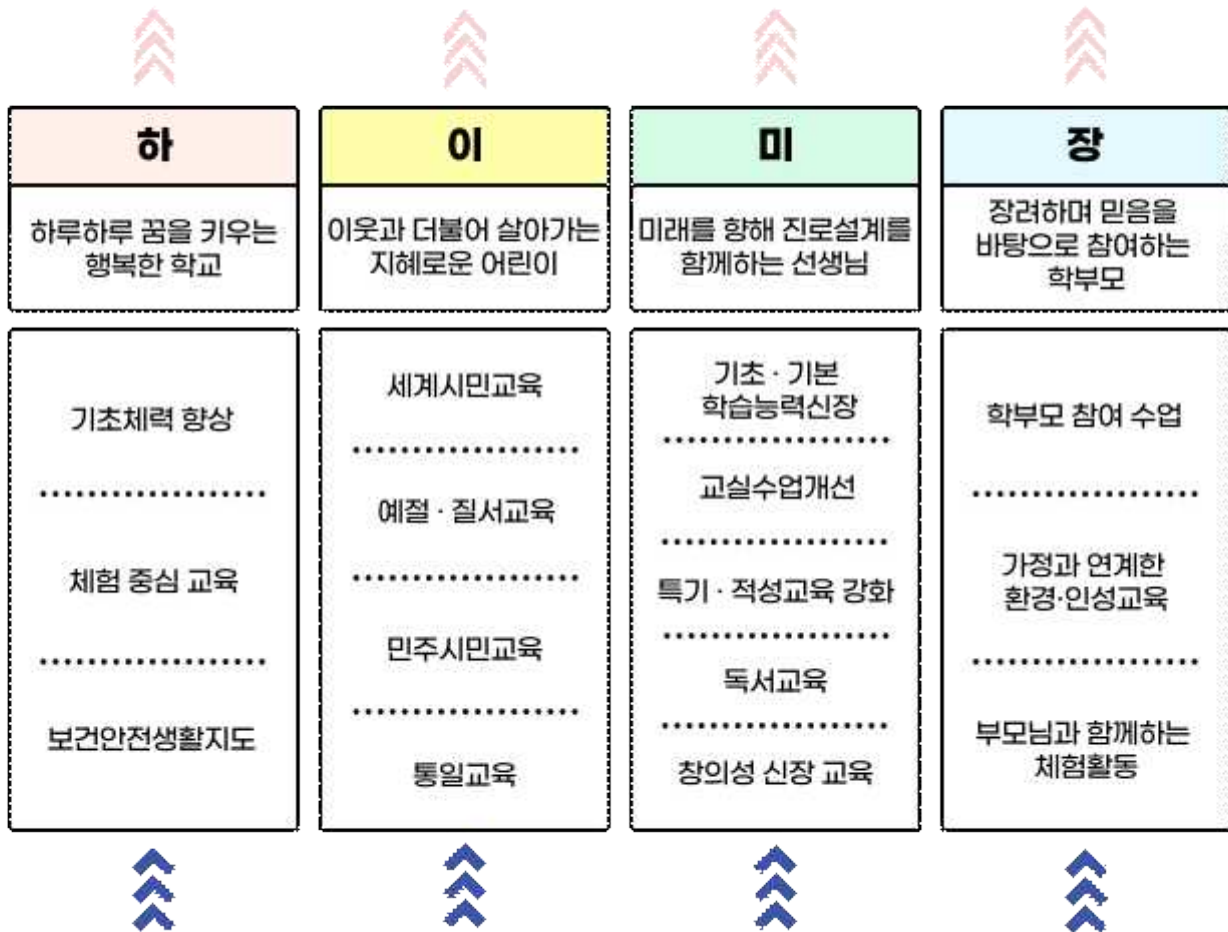 하
하루하루 꿈을 키우는
행복한 학교
기초체력 향상
체험 중심 교육
보건안전생활지도
이
이웃과 더불어 살아가는
지혜로운 어린이
세계시민교육
예절 · 질서교육
민주시민교육
통일교육
미
미래를 향해 진로설계를
함께하는 선생님
기초 · 기본
학습능력신장
교실수업개선
특기 · 적성교육 강화
독서교육
창의성 신장 교육
장
장려하며 믿음을
바탕으로 참여하는
학부모
학부모 참여 수업
가정과 연계한
환경·인성교육
부모님과 함께하는
체험활동